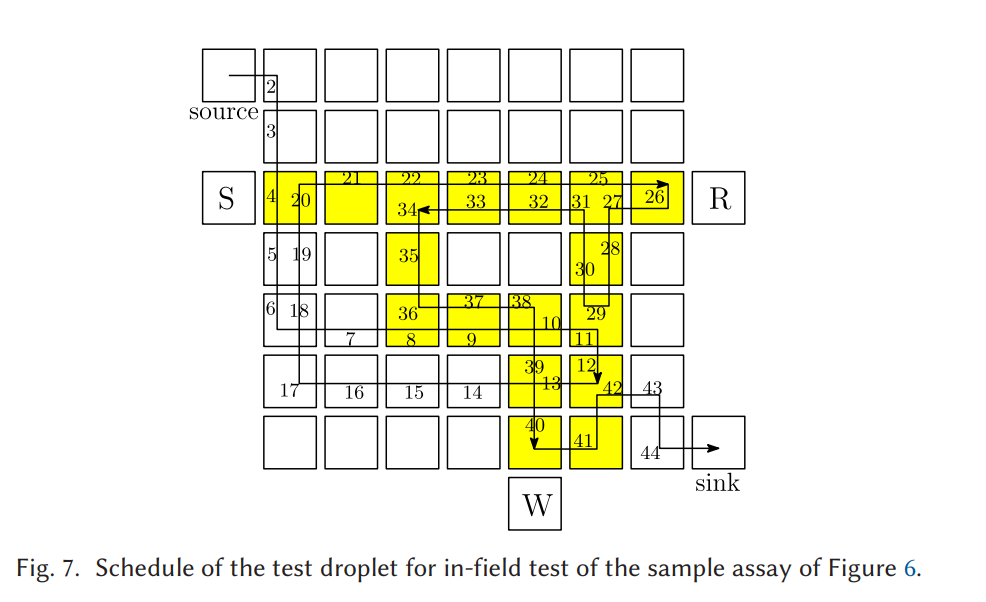 2
source
3
21 22 23 24 25
S 4 20 34 33 32 31 27 26 R
5 19 35 30 28
6 18 36 37 38 10 29
7 8 9 11
17 16 15 14 39 13 12 42 43
40 41 44
sink
W
Fig. 7. Schedule of the test droplet for in-field test of the sample assay of Figure 6.